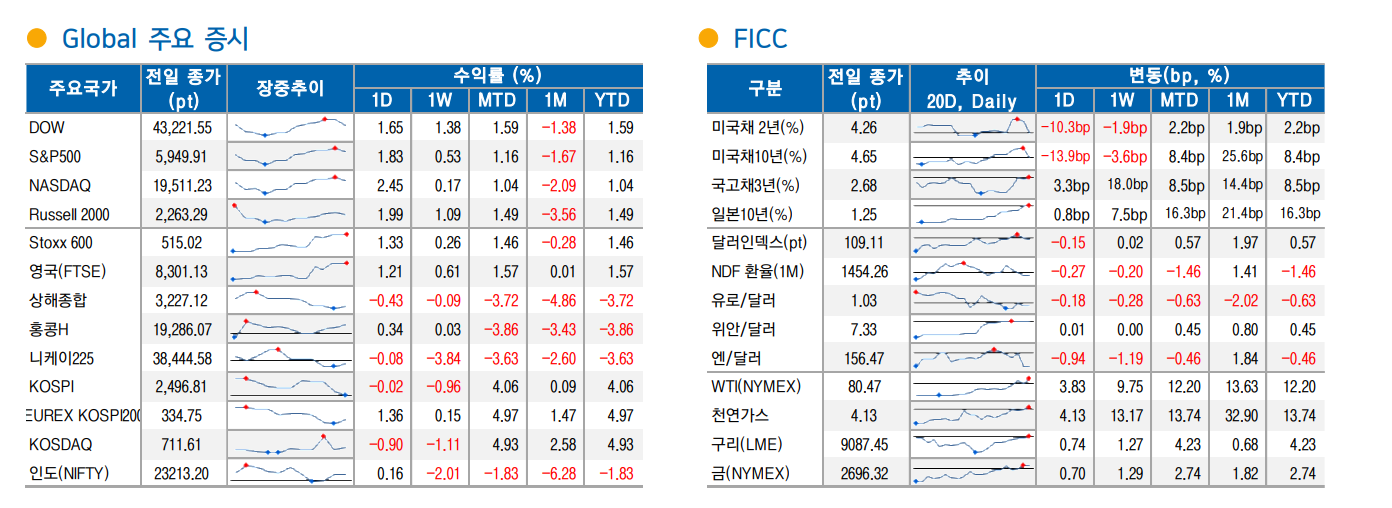 Global 주요 증시
주요국가 전일 종가 (pt) 장중추이 수익률 (%)
1D 1W MTD 1M YTD
DOW 43,221.55 1.65 1.38 1.59 -1.38 1.59
S&P500 5,949.91 1.83 0.53 1.16 -1.67 1.16
NASDAQ 19,511.23 2.45 0.17 1.04 -2.09 1.04
Russell 2000 2,263.29 1.99 1.09 1.49 -3.56 1.49
Stoxx 600 515.02 1.33 0.26 1.46 -0.28 1.46
영국(FTSE) 8,301.13 1.21 0.61 1.57 0.01 1.57
상해종합 3,227.12 -0.43 -0.09 -3.72 -4.86 -3.72
홍콩H 19,286.07 0.34 0.03 -3.86 -3.43 -3.86
니케이225 38,444.58 -0.08 -3.84 -3.63 -2.60 -3.63
KOSPI 2,496.81 -0.02 -0.96 4.06 0.09 4.06
EUREX KOSPI200 334.75 1.36 0.15 4.97 1.47 4.97
KOSDAQ 711.61 -0.90 -1.11 4.93 2.58 4.93
인도(NIFTY) 23213.20 0.16 -2.01 -1.83 -6.28 -1.83
FICC
구분 전일 종가 (pt) 추이 20D, Daily 변동(bp, %)
1D 1W MTD 1M YTD
미국채 2년(%) 4.26 -10.3bp -1.9bp 2.2bp 1.9bp 2.2bp
미국채10년(%) 4.65 -13.9bp -3.6bp 8.4bp 25.6bp 8.4bp
국고채3년(%) 2.68 3.3bp 18.0bp 8.5bp 14.4bp 8.5bp
일본10년(%) 1.25 0.8bp 7.5bp 16.3bp 21.4bp 16.3bp
달러인덱스(pt) 109.11 -0.15 0.02 0.57 1.97 0.57
NDF 환율(1M) 1454.26 -0.27 -0.20 -1.46 1.41 -1.46
유로/달러 1.03 -0.18 -0.28 -0.63 -2.02 -0.63
위안/달러 7.33 0.01 0.00 0.45 0.80 0.45
엔/달러 156.47 -0.94 -1.19 -0.46 1.84 -0.46
WTI(NYMEX) 80.47 3.83 9.75 12.20 13.63 12.20
천연가스 4.13 4.13 13.17 13.74 32.90 13.74
구리(LME) 9087.45 0.74 1.27 4.23 0.68 4.23
금(NYMEX) 2696.32 0.70 1.29 2.74 1.82 2.74